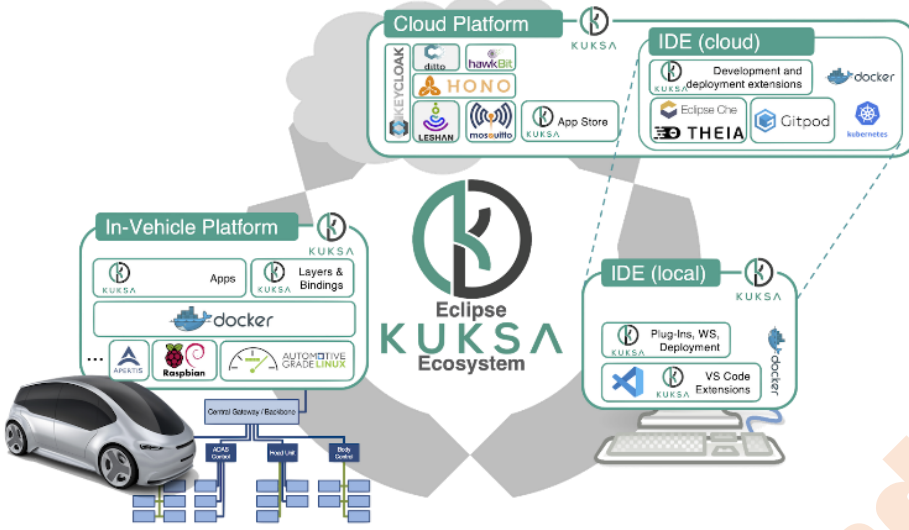 Cloud Platform
KUKSA
IDE (cloud)
KEYCLOAK
ditto
hawkBit
HONO
LESHAN
mosquitto
KUKSA
App Store
KUKSA
Development and
deployment extensions
docker
Eclipse Che
THEIA
Gitpod
kubernetes
In-Vehicle Platform
KUKSA
KUKSA
Apps
KUKSA
Layers &
Bindings
docker
...
APERTIS
Raspbian
AUTOMOTIVE
GRADELINUX
Eclipse
KUKSA
Ecosystem
IDE (local)
KUKSA
KUKSA
Plug-Ins, WS,
Deployment
docker
KUKSA
VS Code
Extensions
Central Gateway / Backbone
ADAS
Control
Head Unit
Body
Control